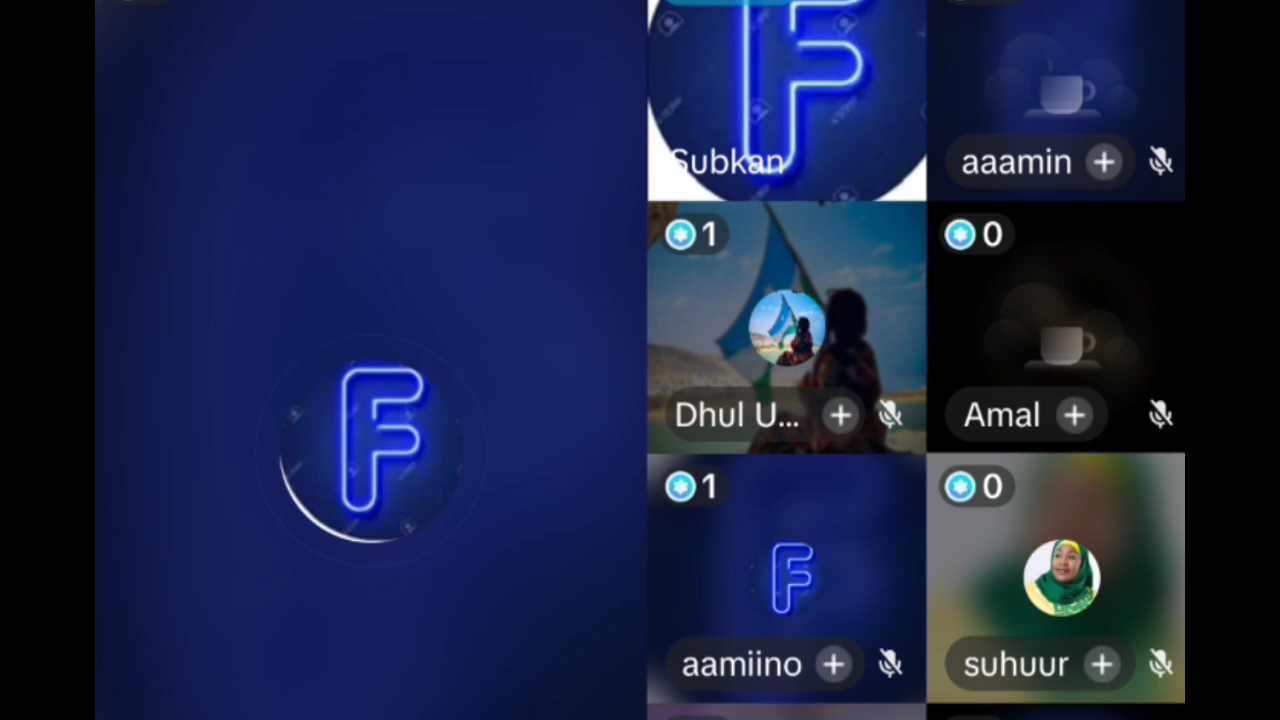 F
Subkan
aaamin +
1
0
F
Dhul U... +
Amal +
1
0
F
aamiino +
suhuur +